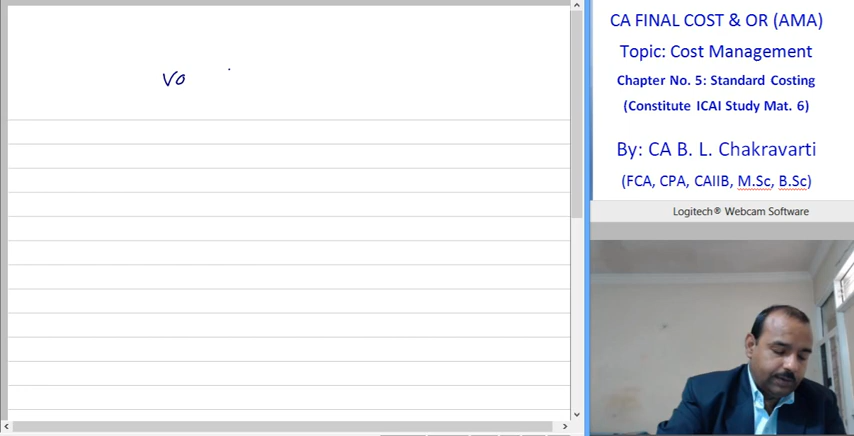 vo
CA FINAL COST & OR (AMA)
Topic: Cost Management
Chapter No. 5: Standard Costing
(Constitute ICAI Study Mat. 6)
By: CA B. L. Chakravarti
(FCA, CPA, CAIIB, M.Sc, B.Sc)
Logitech® Webcam Software